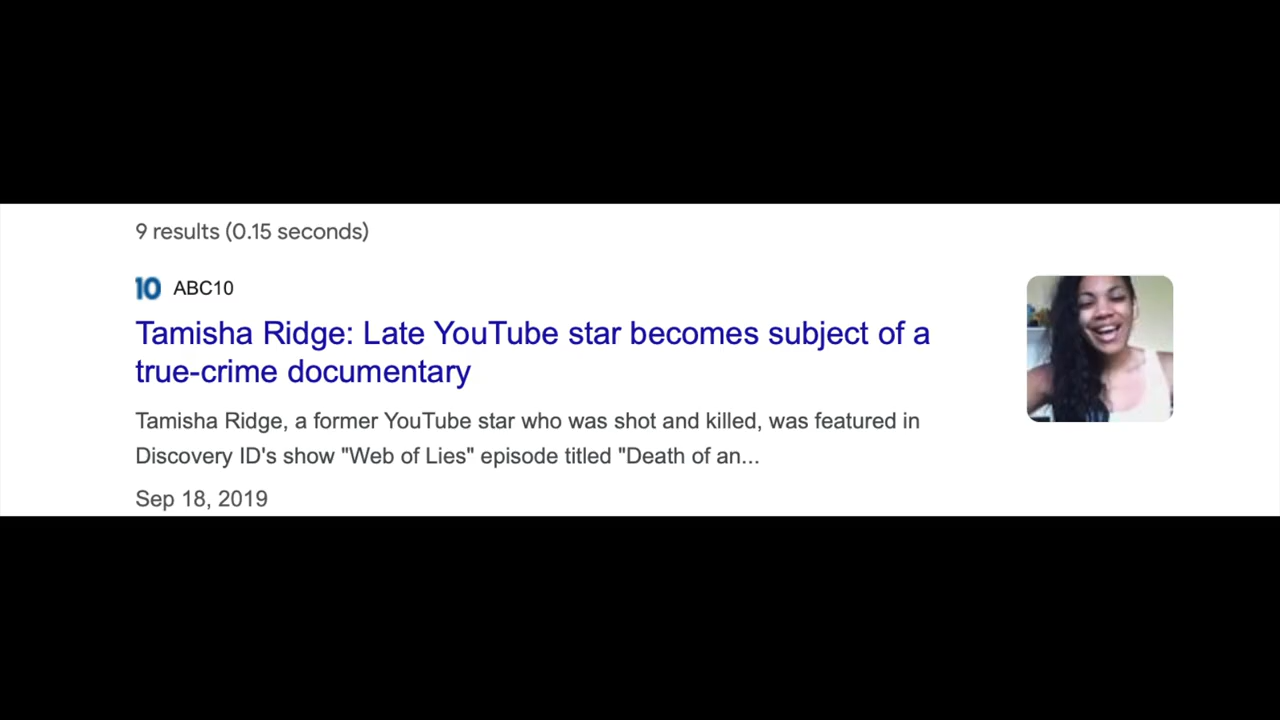 9 results (0.15 seconds)
10 ABC10
Tamisha Ridge: Late YouTube star becomes subject of a
true-crime documentary
Tamisha Ridge, a former YouTube star who was shot and killed, was featured in
Discovery ID's show "Web of Lies" episode titled "Death of an...
Sep 18, 2019